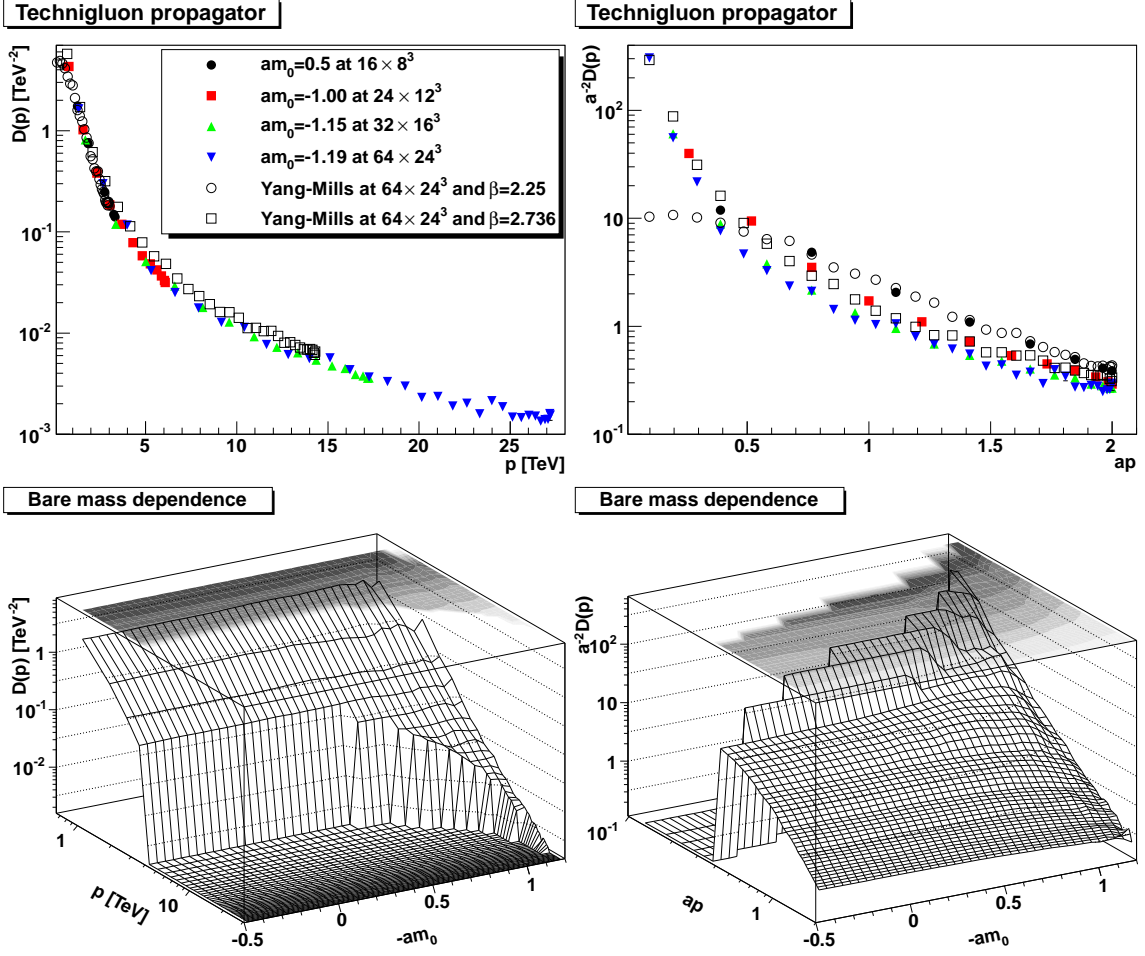 Technigluon propagator
D(p) [TeV⁻²]
1
10⁻¹
10⁻²
10⁻³
5 10 15 20 25
p [TeV]
am₀=0.5 at 16 × 8³
am₀=-1.00 at 24 × 12³
am₀=-1.15 at 32 × 16³
am₀=-1.19 at 64 × 24³
Yang-Mills at 64 × 24³ and β=2.25
Yang-Mills at 64 × 24³ and β=2.736
Technigluon propagator
a⁻²D(p)
10²
10
1
10⁻¹
0.5 1 1.5 2
ap
Bare mass dependence
D(p) [TeV⁻²]
1
10⁻¹
10⁻²
1
10
p [TeV]
-0.5 0 0.5 1
-am₀
Bare mass dependence
a⁻²D(p)
10²
10
1
10⁻¹
1
ap
-0.5 0 0.5 1
-am₀